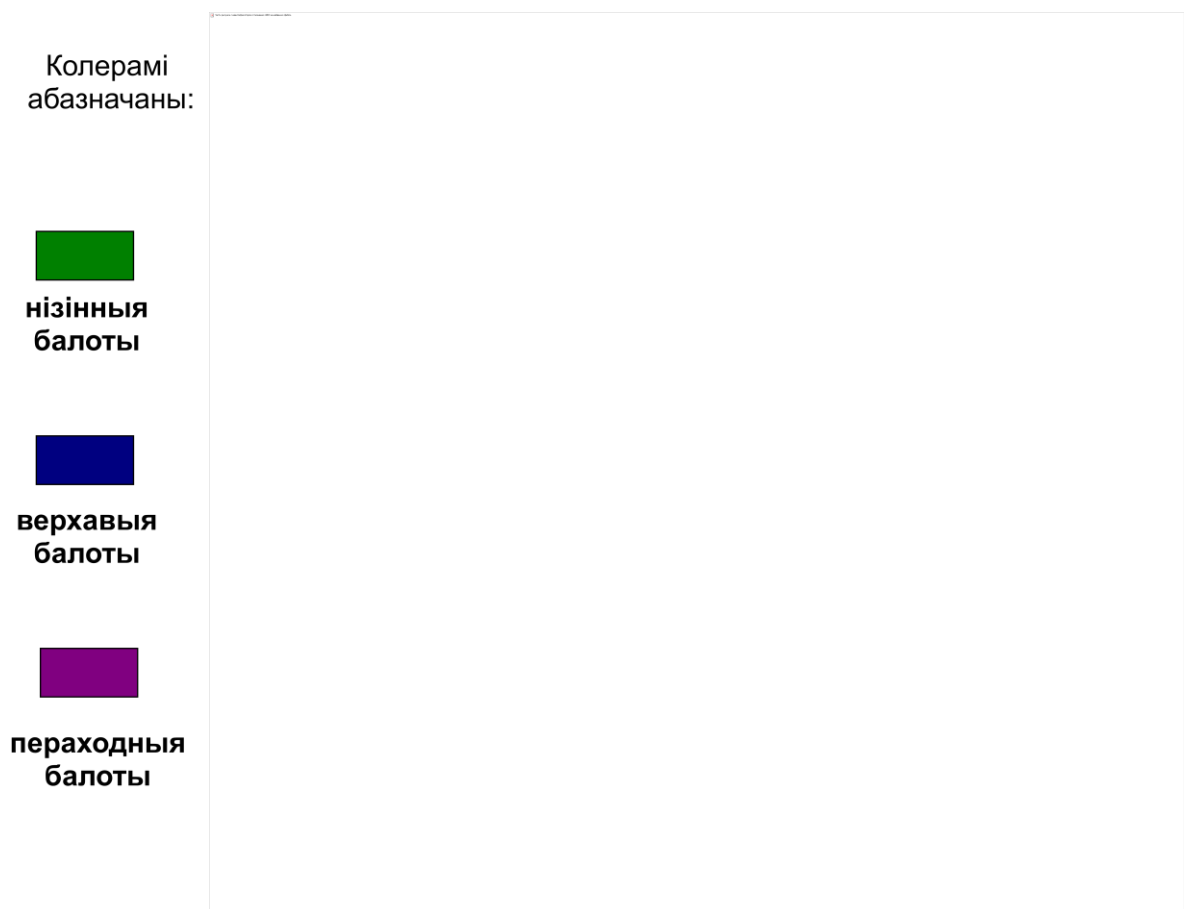 Колерамі
абазначаны:
нізінныя
балоты
верхавыя
балоты
пераходныя
балоты